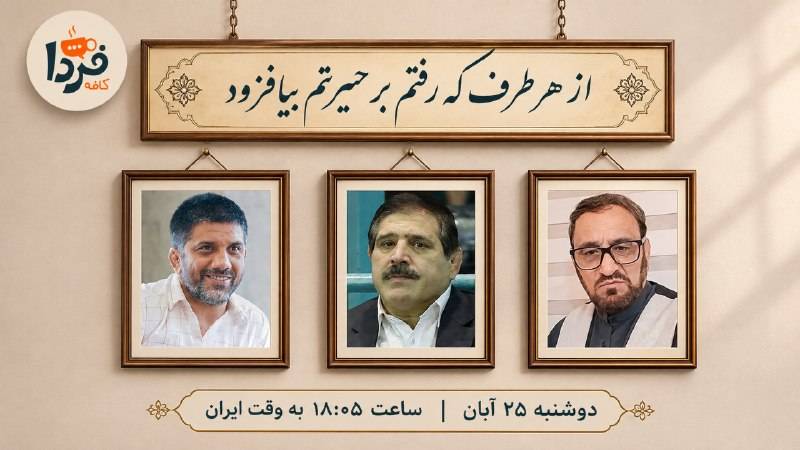 کافه فردا
از هر طرف که رفتم بر حیرتم بیافزود
دوشنبه ۲۵ آبان | ساعت ۱۸:۰۵ به وقت ایران